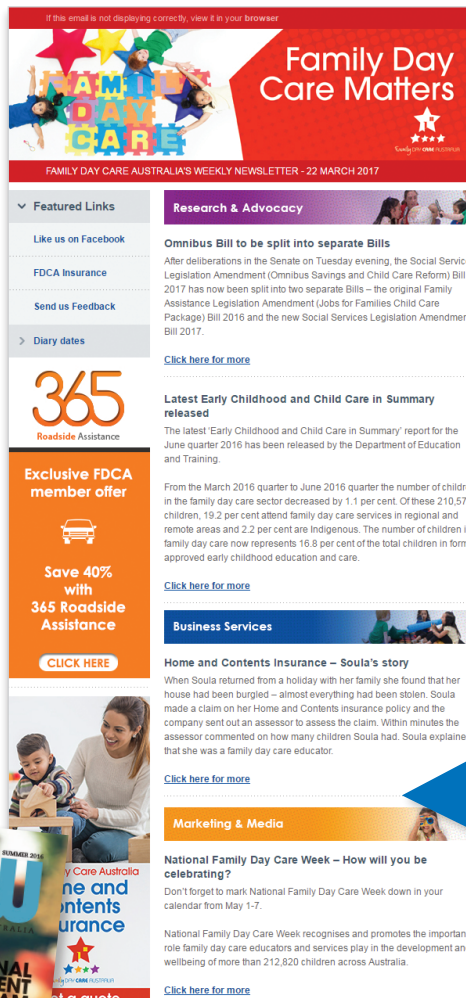 If this email is not displaying correctly, view it in your browser
FAMILY
DAY
CARE
Family Day
Care Matters
Family DAY CARE AUSTRALIA
FAMILY DAY CARE AUSTRALIA'S WEEKLY NEWSLETTER - 22 MARCH 2017
Featured Links
Like us on Facebook
FDCA Insurance
Send us Feedback
Diary dates
365
Roadside Assistance
Exclusive FDCA
member offer
Save 40%
with
365 Roadside
Assistance
CLICK HERE
SUMMER 2016
y Care Australia
me and
ntents
urance
Family DAY CARE AUSTRALIA
et a quote
Research & Advocacy
Omnibus Bill to be split into separate Bills
After deliberations in the Senate on Tuesday evening, the Social Servic
Legislation Amendment (Omnibus Savings and Child Care Reform) Bill
2017 has now been split into two separate Bills – the original Family
Assistance Legislation Amendment (Jobs for Families Child Care
Package) Bill 2016 and the new Social Services Legislation Amendmen
Bill 2017.
Click here for more
Latest Early Childhood and Child Care in Summary
released
The latest 'Early Childhood and Child Care in Summary' report for the
June quarter 2016 has been released by the Department of Education
and Training.
From the March 2016 quarter to June 2016 quarter the number of childr
in the family day care sector decreased by 1.1 per cent. Of these 210,57
children, 19.2 per cent attend family day care services in regional and
remote areas and 2.2 per cent are Indigenous. The number of children i
family day care now represents 16.8 per cent of the total children in form
approved early childhood education and care.
Click here for more
Business Services
Home and Contents Insurance – Soula's story
When Soula returned from a holiday with her family she found that her
house had been burgled – almost everything had been stolen. Soula
made a claim on her Home and Contents insurance policy and the
company sent out an assessor to assess the claim. Within minutes the
assessor commented on how many children Soula had. Soula explaine
that she was a family day care educator.
Click here for more
Marketing & Media
National Family Day Care Week – How will you be
celebrating?
Don't forget to mark National Family Day Care Week down in your
calendar from May 1-7.
National Family Day Care Week recognises and promotes the importan
role family day care educators and services play in the development an
wellbeing of more than 212,820 children across Australia.
Click here for more